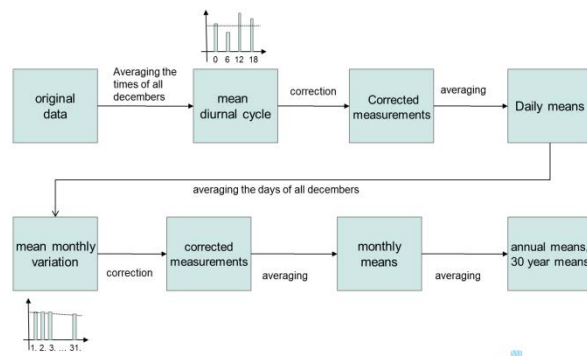 0 6 12 18
original
data
Averaging the
times of all
decembers
mean
diurnal cycle
correction
Corrected
measurements
averaging
Daily means
averaging the days of all decembers
mean monthly
variation
correction
corrected
measurements
averaging
monthly
means
averaging
annual means,
30 year means
1. 2. 3. ... 31.